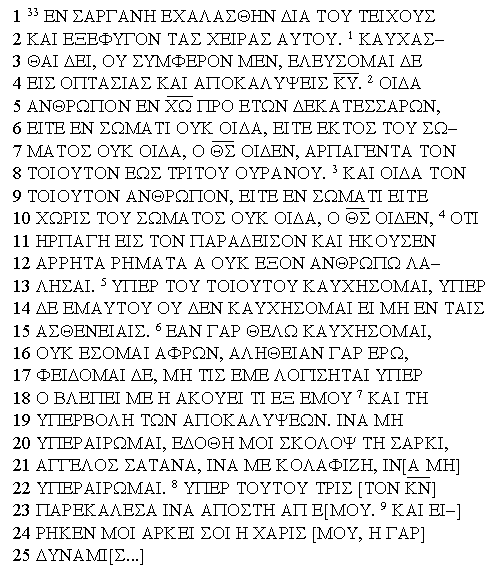 1 ³³ ΕΝ ΣΑΡΓΑΝΗ ΕΧΑΛΑΣΘΗΝ ΔΙΑ ΤΟΥ ΤΕΙΧΟΥΣ
2 ΚΑΙ ΕΞΕΦΥΓΟΝ ΤΑΣ ΧΕΙΡΑΣ ΑΥΤΟΥ. ¹ ΚΑΥΧΑΣ–
3 ΘΑΙ ΔΕΙ, ΟΥ ΣΥΜΦΕΡΟΝ ΜΕΝ, ΕΛΕΥΣΟΜΑΙ ΔΕ
4 ΕΙΣ ΟΠΤΑΣΙΑΣ ΚΑΙ ΑΠΟΚΑΛΥΨΕΙΣ Κ̅Υ̅. ² ΟΙΔΑ
5 ΑΝΘΡΩΠΟΝ ΕΝ Χ̅Ω̅ ΠΡΟ ΕΤΩΝ ΔΕΚΑΤΕΣΣΑΡΩΝ,
6 ΕΙΤΕ ΕΝ ΣΩΜΑΤΙ ΟΥΚ ΟΙΔΑ, ΕΙΤΕ ΕΚΤΟΣ ΤΟΥ ΣΩ–
7 ΜΑΤΟΣ ΟΥΚ ΟΙΔΑ, Ο Θ̅Σ̅ ΟΙΔΕΝ, ΑΡΠΑΓΕΝΤΑ ΤΟΝ
8 ΤΟΙΟΥΤΟΝ ΕΩΣ ΤΡΙΤΟΥ ΟΥΡΑΝΟΥ. ³ ΚΑΙ ΟΙΔΑ ΤΟΝ
9 ΤΟΙΟΥΤΟΝ ΑΝΘΡΩΠΟΝ, ΕΙΤΕ ΕΝ ΣΩΜΑΤΙ ΕΙΤΕ
10 ΧΩΡΙΣ ΤΟΥ ΣΩΜΑΤΟΣ ΟΥΚ ΟΙΔΑ, Ο Θ̅Σ̅ ΟΙΔΕΝ, ⁴ ΟΤΙ
11 ΗΡΠΑΓΗ ΕΙΣ ΤΟΝ ΠΑΡΑΔΕΙΣΟΝ ΚΑΙ ΗΚΟΥΣΕΝ
12 ΑΡΡΗΤΑ ΡΗΜΑΤΑ Α ΟΥΚ ΕΞΟΝ ΑΝΘΡΩΠΩ ΛΑ–
13 ΛΗΣΑΙ. ⁵ ΥΠΕΡ ΤΟΥ ΤΟΙΟΥΤΟΥ ΚΑΥΧΗΣΟΜΑΙ, ΥΠΕΡ
14 ΔΕ ΕΜΑΥΤΟΥ ΟΥ ΔΕΝ ΚΑΥΧΗΣΟΜΑΙ ΕΙ ΜΗ ΕΝ ΤΑΙΣ
15 ΑΣΘΕΝΕΙΑΙΣ. ⁶ ΕΑΝ ΓΑΡ ΘΕΛΩ ΚΑΥΧΗΣΟΜΑΙ,
16 ΟΥΚ ΕΣΟΜΑΙ ΑΦΡΩΝ, ΑΛΗΘΕΙΑΝ ΓΑΡ ΕΡΩ,
17 ΦΕΙΔΟΜΑΙ ΔΕ, ΜΗ ΤΙΣ ΕΜΕ ΛΟΓΙΣΗΤΑΙ ΥΠΕΡ
18 Ο ΒΛΕΠΕΙ ΜΕ Η ΑΚΟΥΕΙ ΤΙ ΕΞ ΕΜΟΥ ⁷ ΚΑΙ ΤΗ
19 ΥΠΕΡΒΟΛΗ ΤΩΝ ΑΠΟΚΑΛΥΨΕΩΝ. ΙΝΑ ΜΗ
20 ΥΠΕΡΑΙΡΩΜΑΙ, ΕΔΟΘΗ ΜΟΙ ΣΚΟΛΟΨ ΤΗ ΣΑΡΚΙ,
21 ΑΓΓΕΛΟΣ ΣΑΤΑΝΑ, ΙΝΑ ΜΕ ΚΟΛΑΦΙΖΗ, ΙΝ[Α ΜΗ]
22 ΥΠΕΡΑΙΡΩΜΑΙ. ⁸ ΥΠΕΡ ΤΟΥΤΟΥ ΤΡΙΣ [ΤΟΝ Κ̅Ν̅]
23 ΠΑΡΕΚΑΛΕΣΑ ΙΝΑ ΑΠΟΣΤΗ ΑΠ Ε[ΜΟΥ. ⁹ ΚΑΙ ΕΙ–]
24 ΡΗΚΕΝ ΜΟΙ ΑΡΚΕΙ ΣΟΙ Η ΧΑΡΙΣ [ΜΟΥ, Η ΓΑΡ]
25 ΔΥΝΑΜΙ[Σ...]